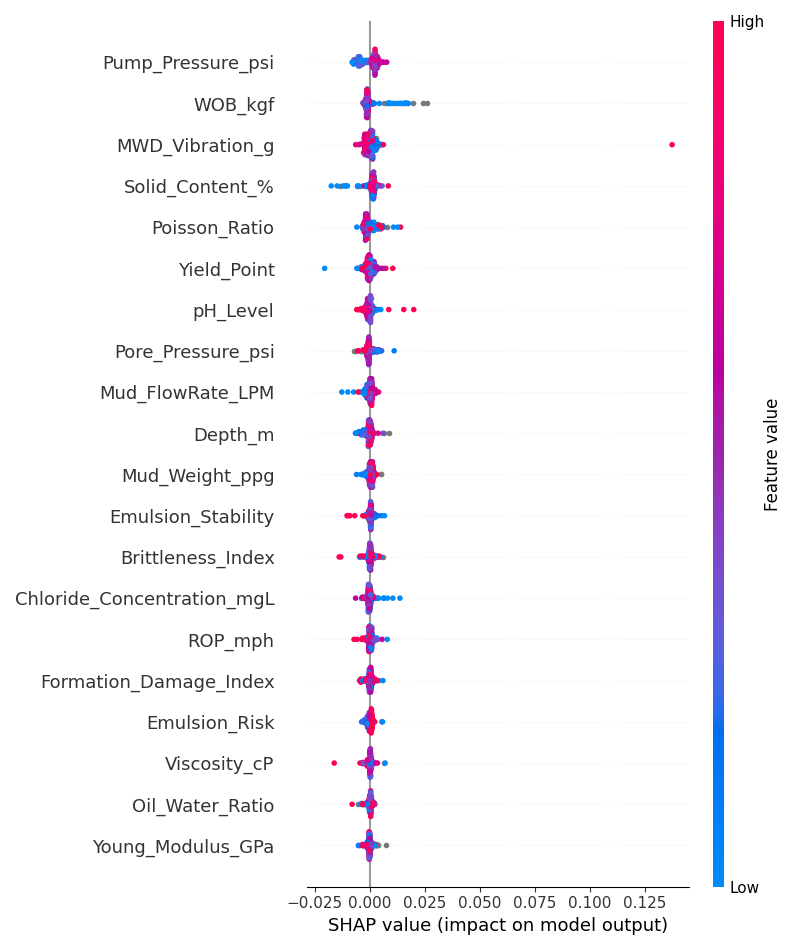 High
Pump_Pressure_psi
WOB_kgf
MWD_Vibration_g
Solid_Content_%
Poisson_Ratio
Yield_Point
pH_Level
Pore_Pressure_psi
Mud_FlowRate_LPM
Depth_m
Mud_Weight_ppg
Emulsion_Stability
Brittleness_Index
Chloride_Concentration_mgL
ROP_mph
Formation_Damage_Index
Emulsion_Risk
Viscosity_cP
Oil_Water_Ratio
Young_Modulus_GPa
Feature value
Low
−0.025 0.000 0.025 0.050 0.075 0.100 0.125
SHAP value (impact on model output)